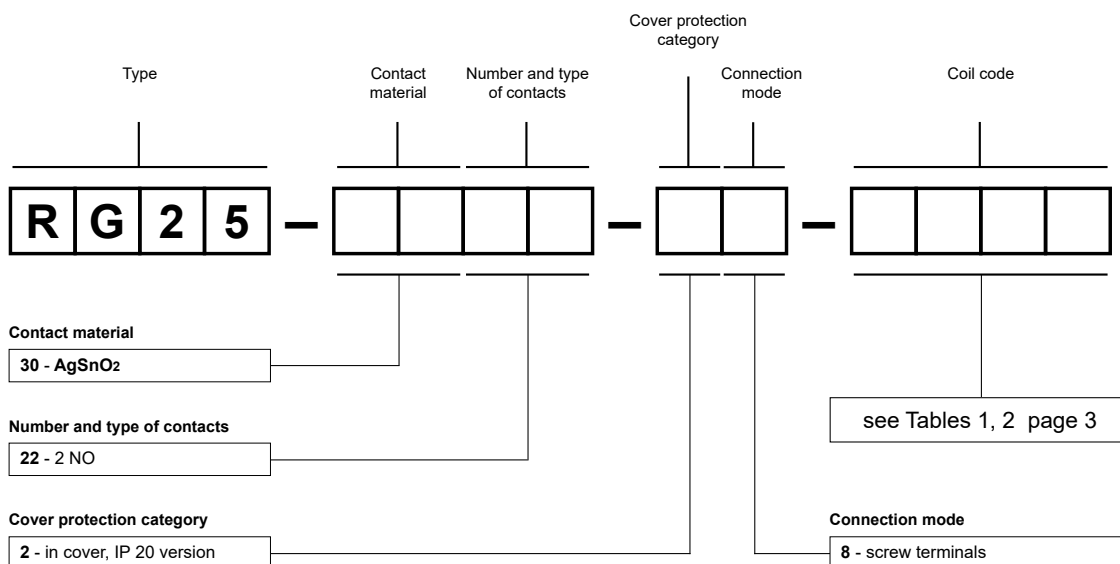 Cover protection
category
Type
Contact
material
Number and type
of contacts
Connection
mode
Coil code
R G 2 5 – – –
Contact material
30 - AgSnO2
Number and type of contacts
22 - 2 NO
see Tables 1, 2 page 3
Cover protection category
2 - in cover, IP 20 version
Connection mode
8 - screw terminals